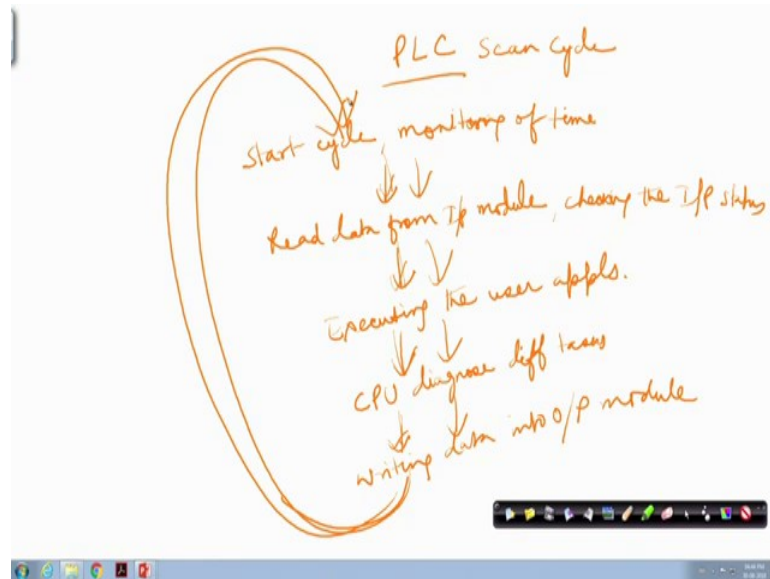 PLC scan cycle
Start cycle, monitoring of time
Read data from I/p module, checking the I/P status
Executing the user appls.
CPU diagnose diff tasks
Writing data into O/P module